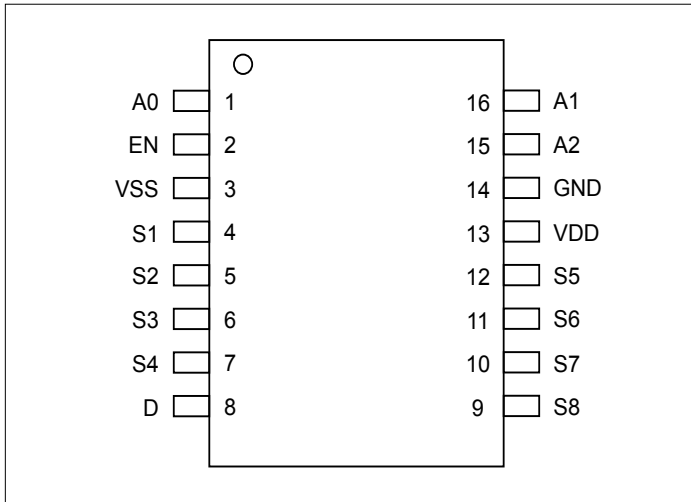 A0 1 16 A1
EN 2 15 A2
VSS 3 14 GND
S1 4 13 VDD
S2 5 12 S5
S3 6 11 S6
S4 7 10 S7
D 8 9 S8